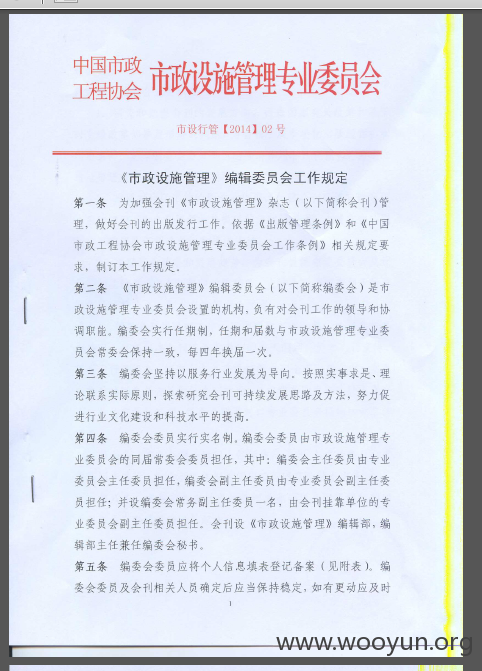 中国市政
工程协会 市政设施管理专业委员会
市设行管【2014】02号
《市政设施管理》编辑委员会工作规定
第一条 为加强会刊《市政设施管理》杂志（以下简称会刊）管
理，做好会刊的出版发行工作。依据《出版管理条例》和《中国
市政工程协会市政设施管理专业委员会工作条例》相关规定要
求，制订本工作规定。
第二条 《市政设施管理》编辑委员会（以下简称编委会）是市
政设施管理专业委员会设置的机构，负有对会刊工作的领导和协
调职能。编委会实行任期制，任期和届数与市政设施管理专业委
员会常委会保持一致，每四年换届一次。
第三条 编委会坚持以服务行业发展为导向。按照实事求是、理
论联系实际原则，探索研究会刊可持续发展思路及方法，努力促
进行业文化建设和科技水平的提高。
第四条 编委会委员实行实名制。编委会委员由市政设施管理专
业委员会的同届常委会委员担任，其中：编委会主任委员由专业
委员会主任委员担任，编委会副主任委员由专业委员会副主任委
员担任；并设编委会常务副主任委员一名，由会刊挂靠单位的专
业委员会副主任委员担任。会刊设《市政设施管理》编辑部，编
辑部主任兼任编委会秘书。
第五条 编委会委员应将个人信息填表登记备案（见附表）。编
委会委员及会刊相关人员确定后应当保持稳定，如有更动应及时
1
www.wooyun.org